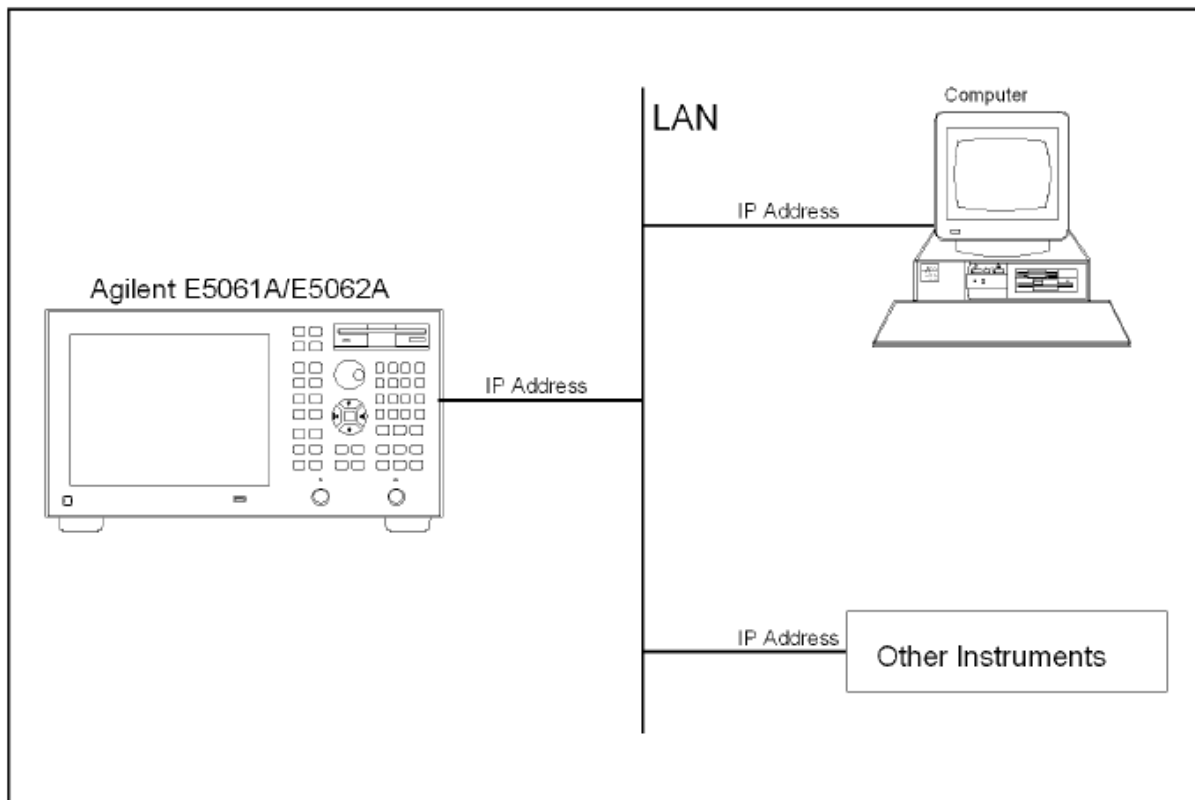 Computer
LAN
IP Address
Agilent E5061A/E5062A
IP Address
IP Address
Other Instruments